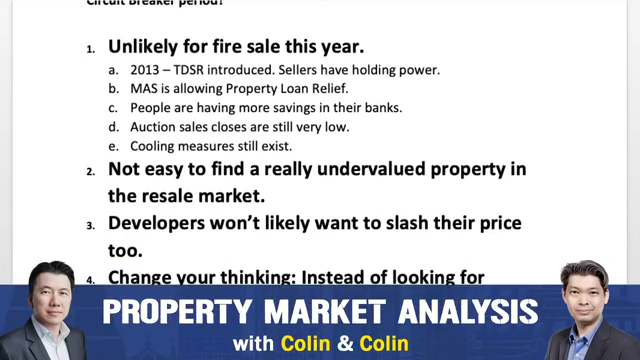 Circuit Breaker period?
1. Unlikely for fire sale this year.
a. 2013 – TDSR introduced. Sellers have holding power.
b. MAS is allowing Property Loan Relief.
c. People are having more savings in their banks.
d. Auction sales closes are still very low.
e. Cooling measures still exist.
2. Not easy to find a really undervalued property in
the resale market.
3. Developers won't likely want to slash their price
too.
4. Change your thinking: Instead of looking for
PROPERTY MARKET ANALYSIS
with Colin & Colin